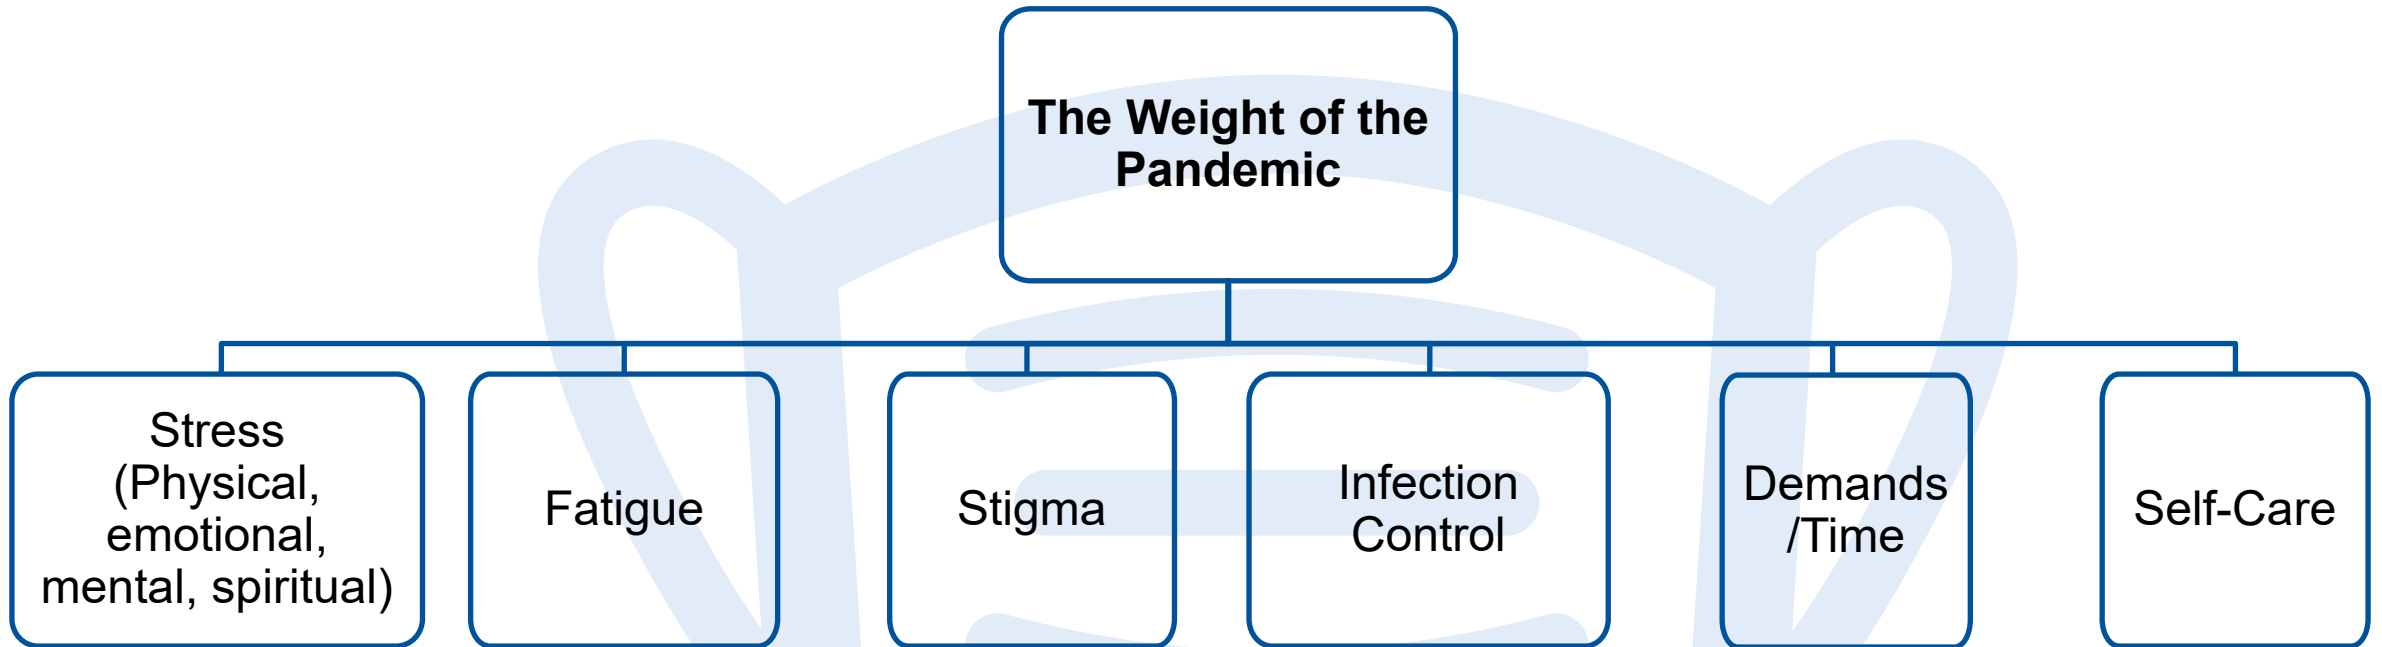 The Weight of the
Pandemic
Stress
(Physical,
emotional,
mental, spiritual)
Fatigue
Stigma
Infection
Control
Demands
/Time
Self-Care